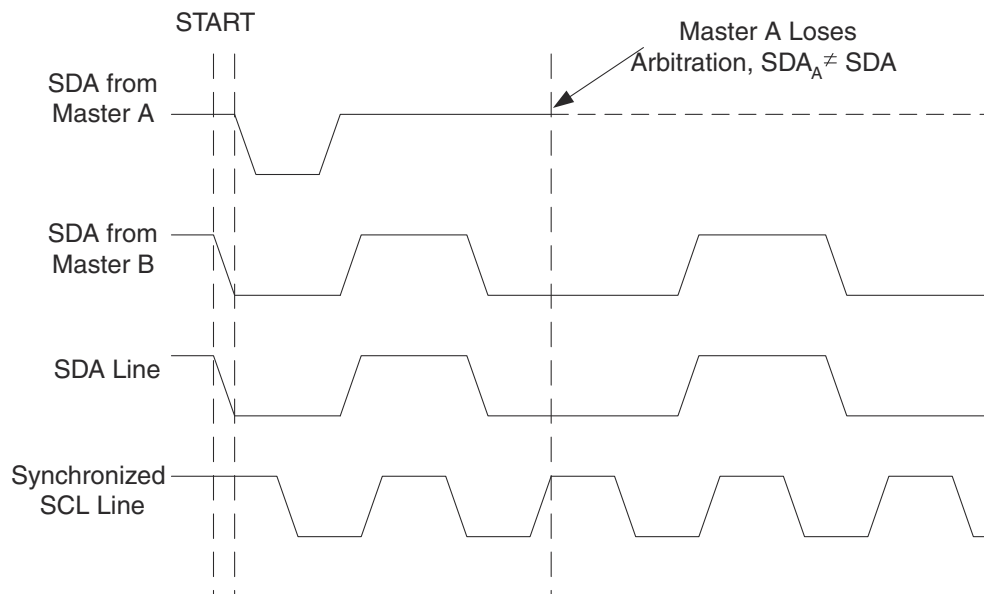 START
Master A Loses
Arbitration, SDA_A ≠ SDA
SDA from
Master A
SDA from
Master B
SDA Line
Synchronized
SCL Line